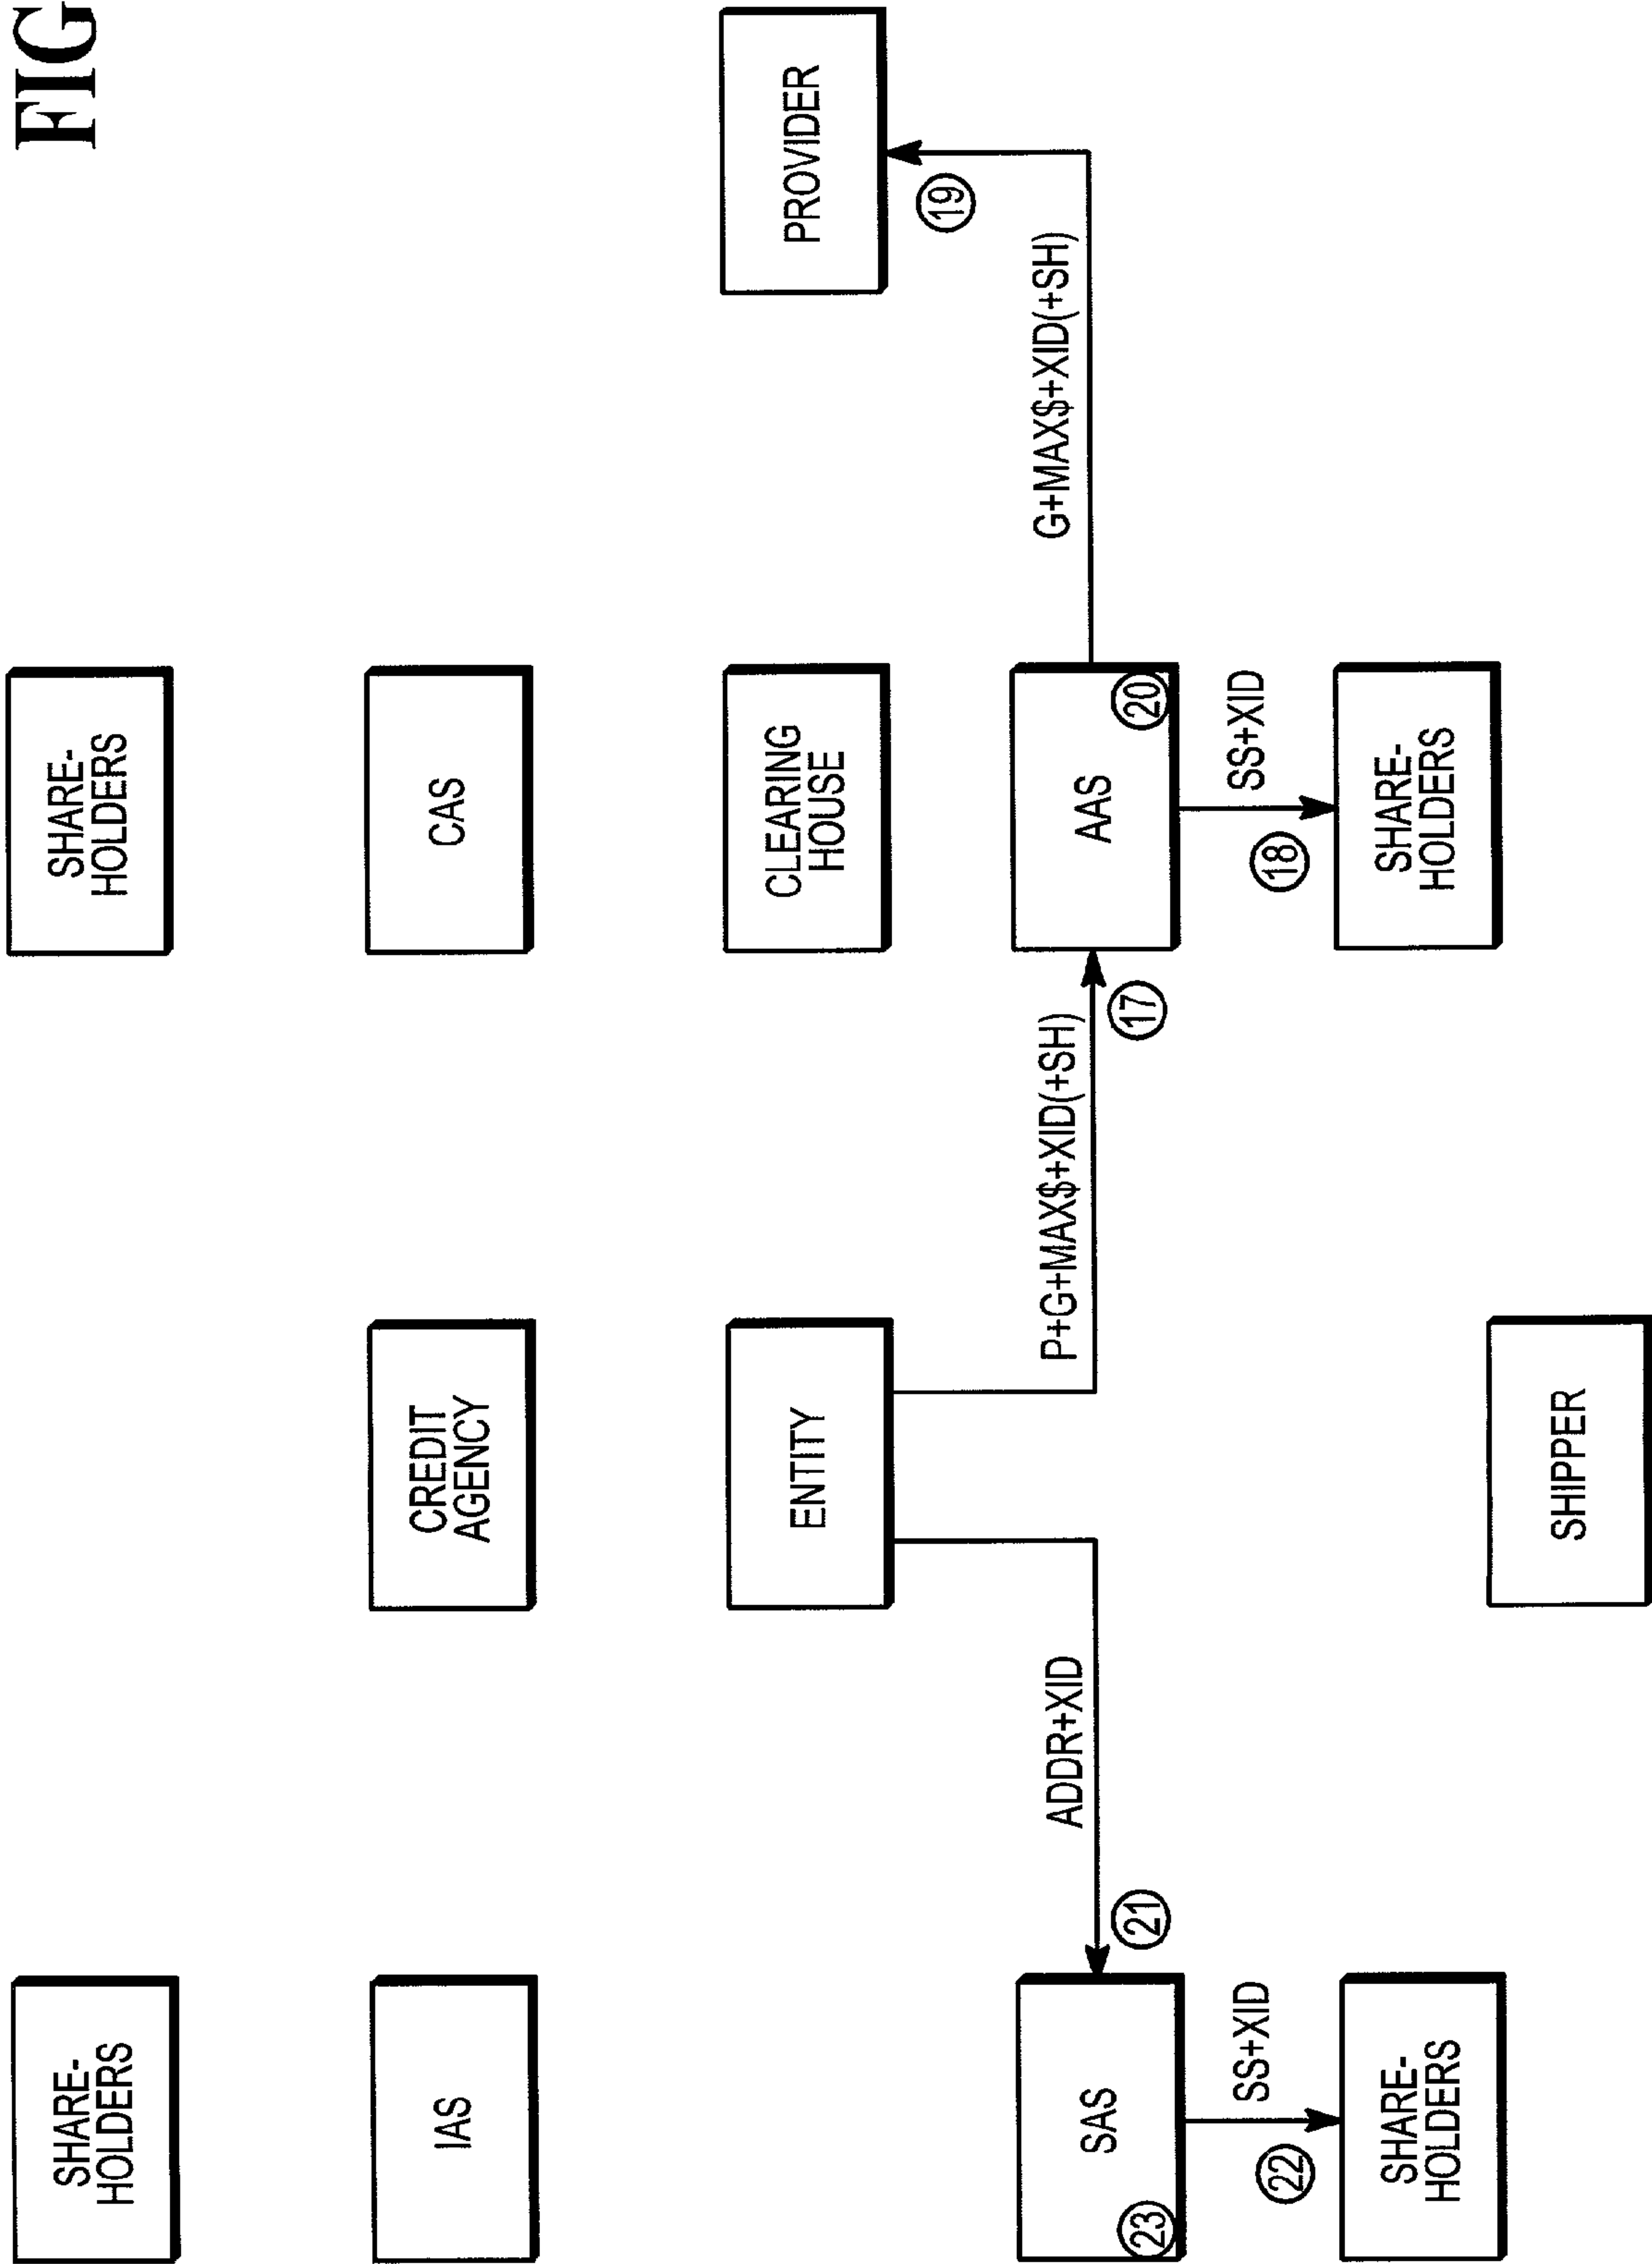 FIG
SHARE-
HOLDERS
SHARE-
HOLDERS
IAS
CREDIT
AGENCY
CAS
ENTITY
CLEARING
HOUSE
PROVIDER
ADDR+XID
P+G+MAX$+XID(+SH)
G+MAX$+XID(+SH)
19
21
17
SAS
23
AAS
20
SS+XID
22
SS+XID
18
SHARE-
HOLDERS
SHARE-
HOLDERS
SHIPPER